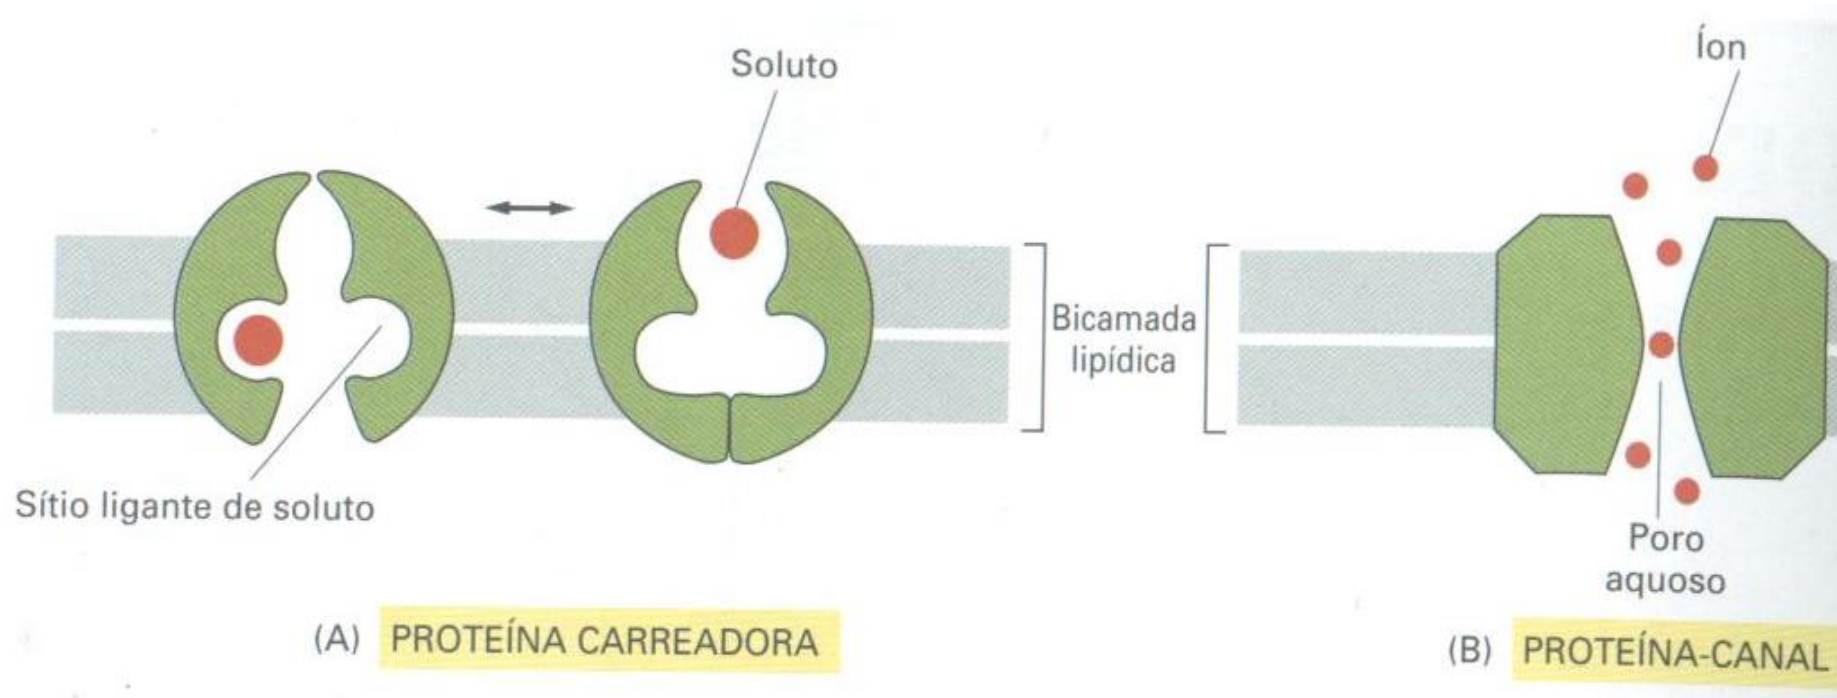 Soluto
Íon
Bicamada
lipídica
Sítio ligante de soluto
Poro
aquoso
(A) PROTEÍNA CARREADORA
(B) PROTEÍNA-CANAL